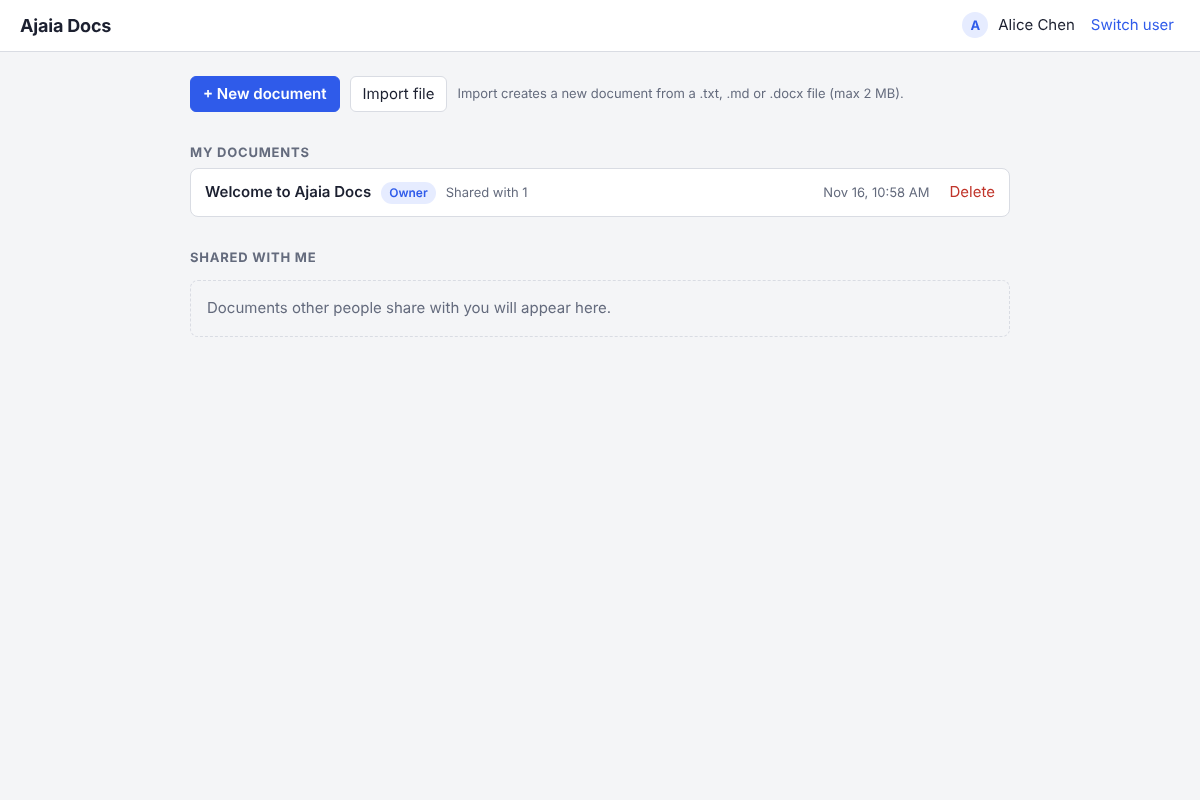 Ajaia Docs
A Alice Chen Switch user
+ New document Import file Import creates a new document from a .txt, .md or .docx file (max 2 MB).
MY DOCUMENTS
Welcome to Ajaia Docs Owner Shared with 1 Nov 16, 10:58 AM Delete
SHARED WITH ME
Documents other people share with you will appear here.